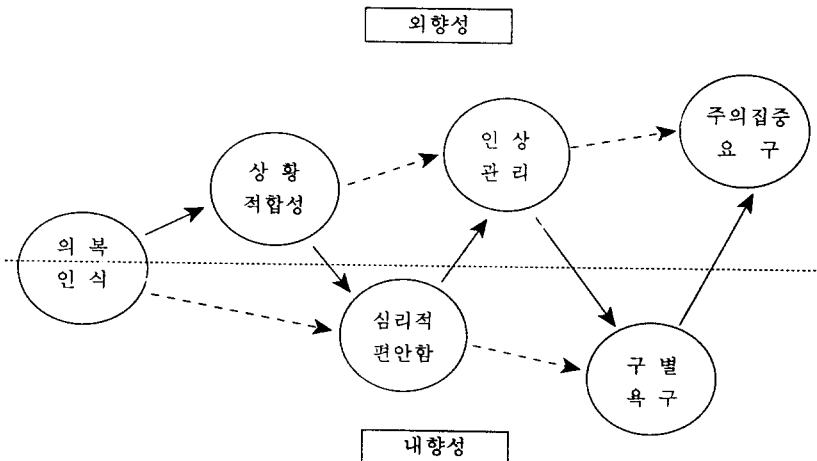 외향성
주의집중
요 구
인 상
관 리
상 황
적합성
의 복
인 식
심리적
편안함
구 별
욕 구
내향성